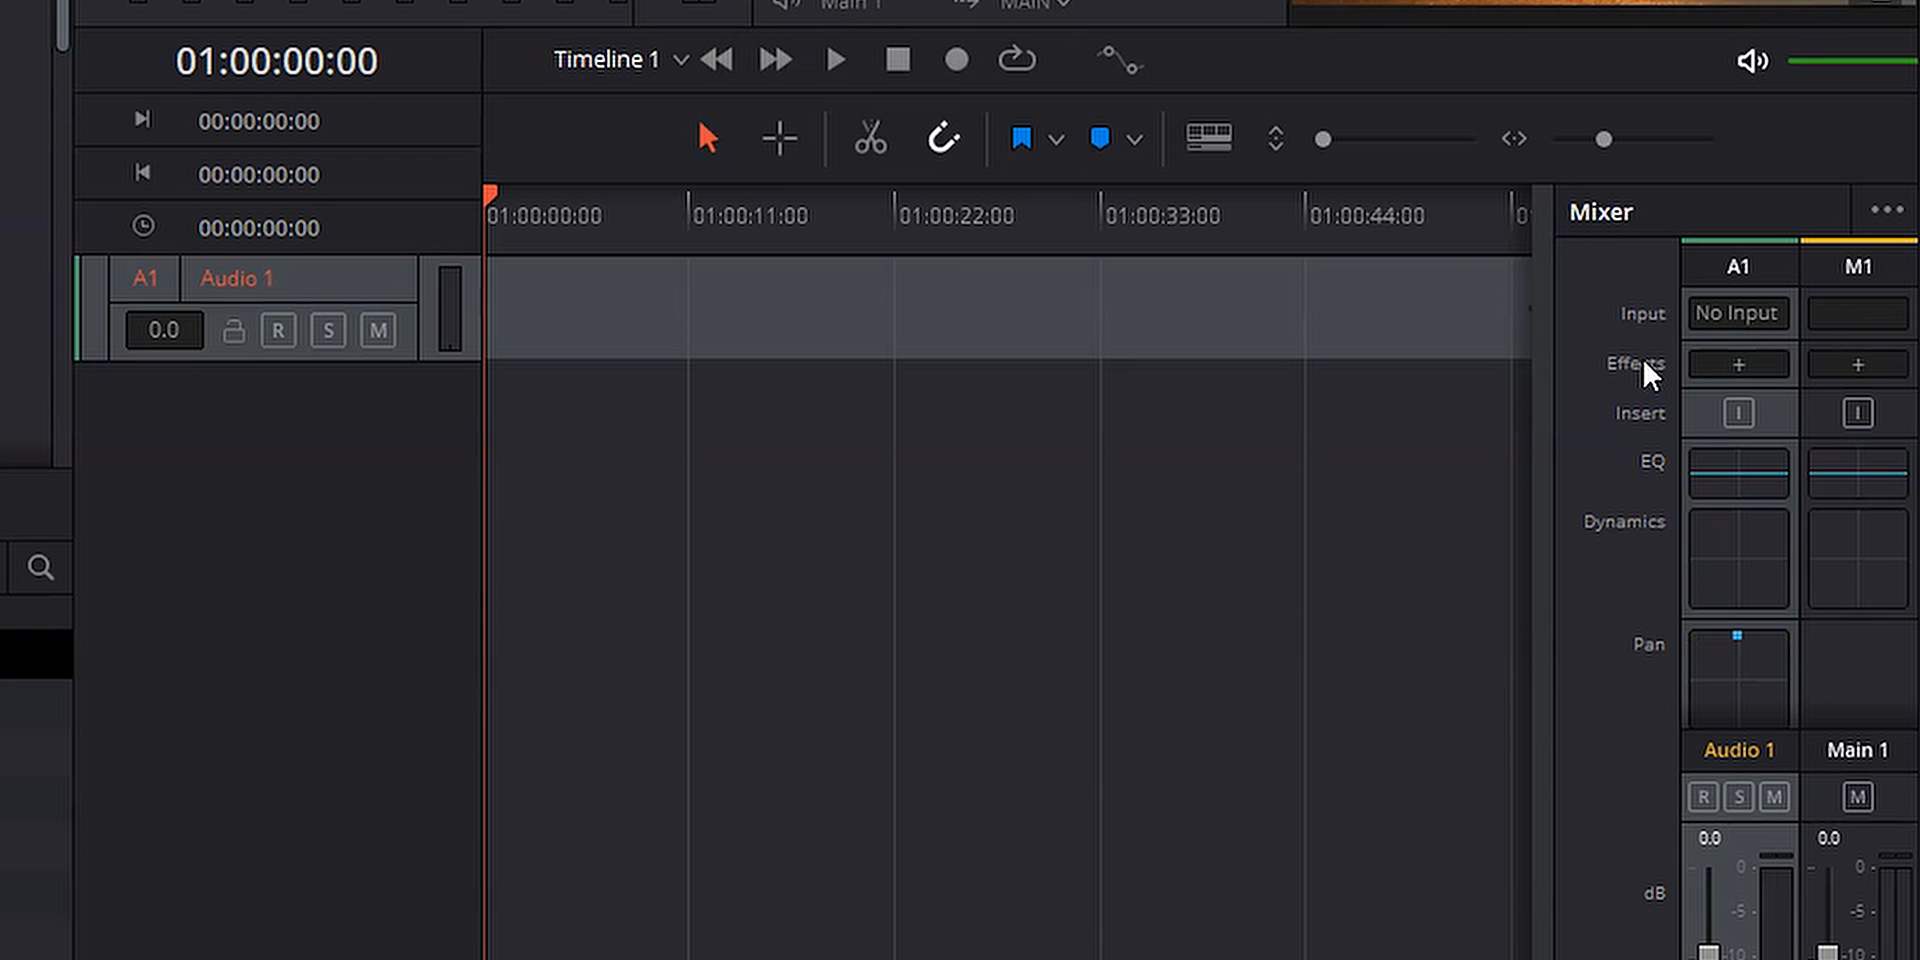 Main 1
MAIN
01:00:00:00
Timeline 1
00:00:00:00
00:00:00:00
00:00:00:00
01:00:00:00
01:00:11:00
01:00:22:00
01:00:33:00
01:00:44:00
Mixer
A1 Audio 1
0.0 R S M
A1 M1
Input No Input
Effects + +
Insert I I
EQ
Dynamics
Pan
Audio 1 Main 1
R S M M
0.0 0.0
0 0
dB
-5 -5
-10 -10